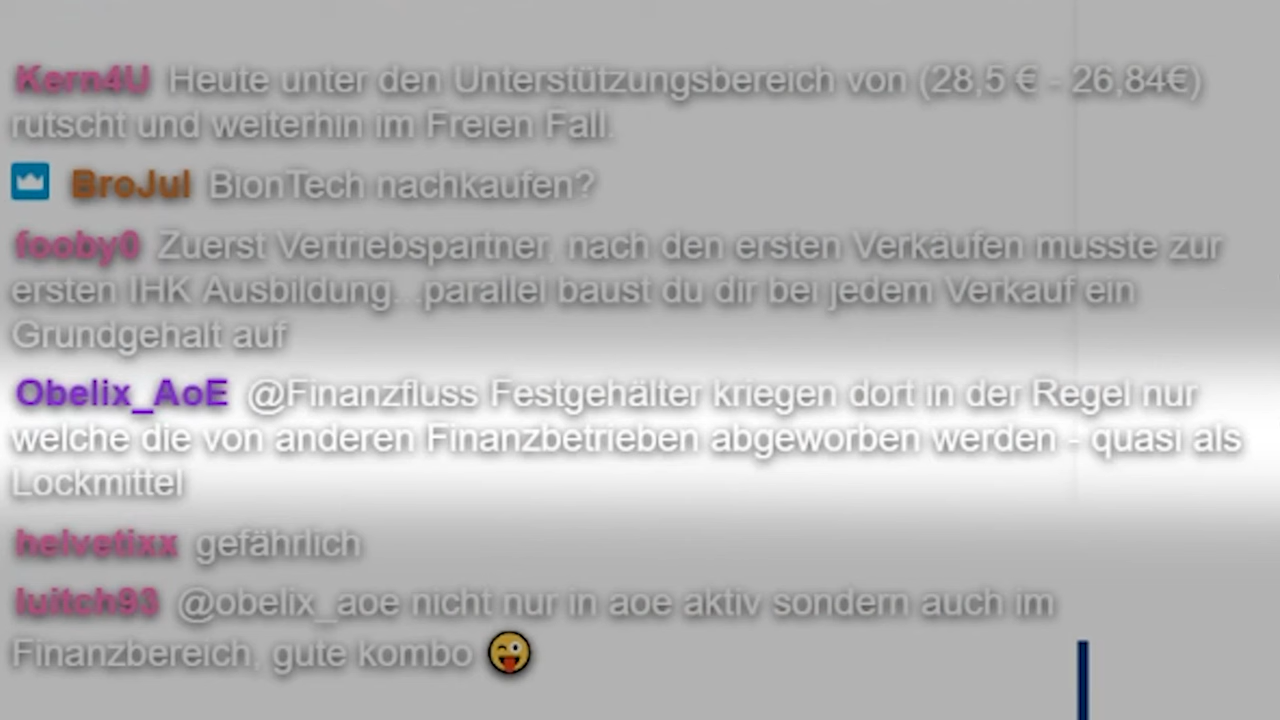 Kern4U Heute unter den Unterstützungsbereich von (28,5 € - 26,84€)
rutscht und weiterhin im Freien Fall.
BroJul BionTech nachkaufen?
fooby0 Zuerst Vertriebspartner, nach den ersten Verkäufen musste zur
ersten IHK Ausbildung...parallel baust du dir bei jedem Verkauf ein
Grundgehalt auf
Obelix_AoE @Finanzfluss Festgehälter kriegen dort in der Regel nur
welche die von anderen Finanzbetrieben abgeworben werden - quasi als
Lockmittel
helvetixx gefährlich
luitch93 @obelix_aoe nicht nur in aoe aktiv sondern auch im
Finanzbereich, gute kombo 😜